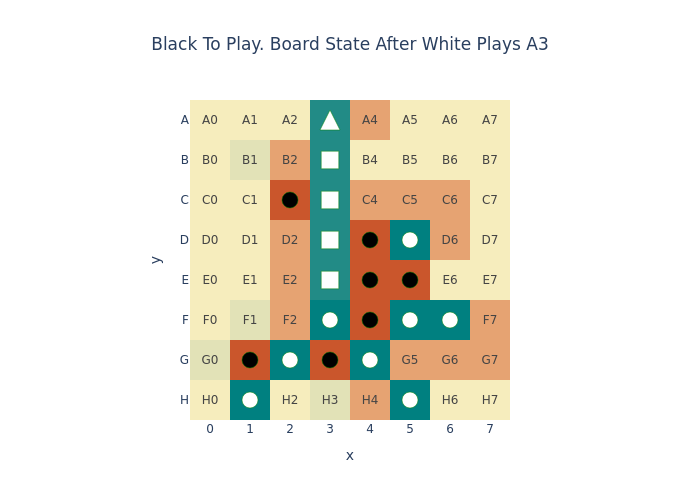 Black To Play. Board State After White Plays A3
A A0 A1 A2 A4 A5 A6 A7
B B0 B1 B2 B4 B5 B6 B7
C C0 C1 C4 C5 C6 C7
D D0 D1 D2 D6 D7
y
E E0 E1 E2 E6 E7
F F0 F1 F2 F7
G G0 G5 G6 G7
H H0 H2 H3 H4 H6 H7
0 1 2 3 4 5 6 7
x